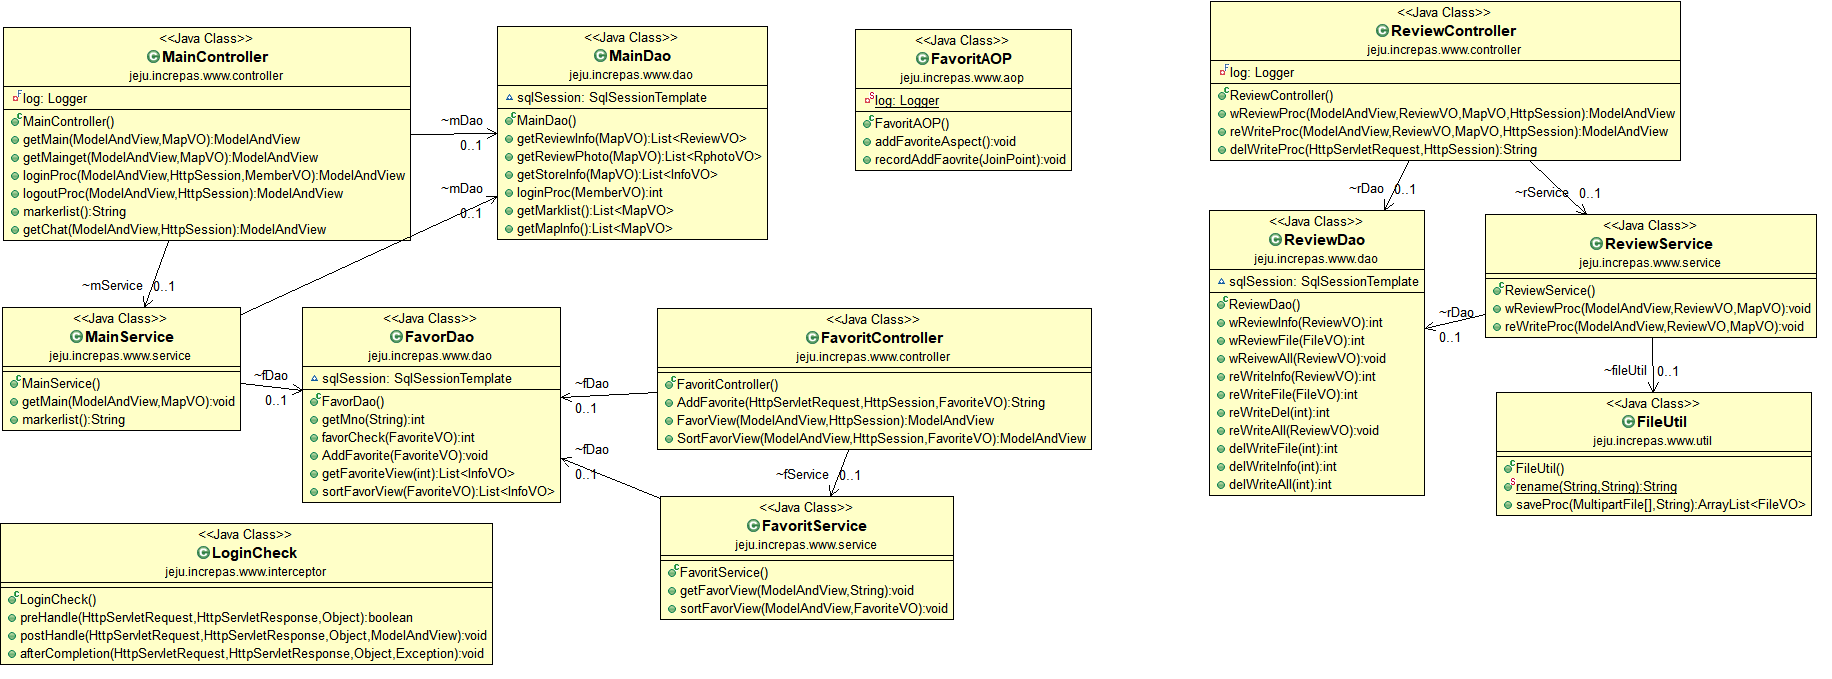 <<Java Class>>
MainController
jeju.increpas.www.controller
log: Logger
MainController()
getMain(ModelAndView,MapVO):ModelAndView
getMainget(ModelAndView,MapVO):ModelAndView
loginProc(ModelAndView,HttpSession,MemberVO):ModelAndView
logoutProc(ModelAndView,HttpSession):ModelAndView
markerlist():String
getChat(ModelAndView,HttpSession):ModelAndView
~mDao
0..1
~mDao
0..1
~mService
0..1
<<Java Class>>
MainDao
jeju.increpas.www.dao
sqlSession: SqlSessionTemplate
MainDao()
getReviewInfo(MapVO):List<ReviewVO>
getReviewPhoto(MapVO):List<RphotoVO>
getStoreInfo(MapVO):List<InfoVO>
loginProc(MemberVO):int
getMarklist():List<MapVO>
getMapInfo():List<MapVO>
<<Java Class>>
FavoritAOP
jeju.increpas.www.aop
log: Logger
FavoritAOP()
addFavoriteAspect():void
recordAddFaovrite(JoinPoint):void
<<Java Class>>
ReviewController
jeju.increpas.www.controller
log: Logger
ReviewController()
wReviewProc(ModelAndView,ReviewVO,MapVO,HttpSession):ModelAndView
reWriteProc(ModelAndView,ReviewVO,MapVO,HttpSession):ModelAndView
delWriteProc(HttpServletRequest,HttpSession):String
~rDao
0..1
~rService
0..1
<<Java Class>>
ReviewDao
jeju.increpas.www.dao
sqlSession: SqlSessionTemplate
ReviewDao()
wReviewInfo(ReviewVO):int
wReviewFile(FileVO):int
wReivewAll(ReviewVO):void
reWriteInfo(ReviewVO):int
reWriteFile(FileVO):int
reWriteDel(int):int
reWriteAll(ReviewVO):void
delWriteFile(int):int
delWriteInfo(int):int
delWriteAll(int):int
<<Java Class>>
ReviewService
jeju.increpas.www.service
ReviewService()
wReviewProc(ModelAndView,ReviewVO,MapVO):void
reWriteProc(ModelAndView,ReviewVO,MapVO):void
~rDao
0..1
~fileUtil
0..1
<<Java Class>>
FileUtil
jeju.increpas.www.util
FileUtil()
rename(String,String):String
saveProc(MultipartFile[],String):ArrayList<FileVO>
<<Java Class>>
MainService
jeju.increpas.www.service
MainService()
getMain(ModelAndView,MapVO):void
markerlist():String
~fDao
0..1
<<Java Class>>
FavorDao
jeju.increpas.www.dao
sqlSession: SqlSessionTemplate
FavorDao()
getMno(String):int
favorCheck(FavoriteVO):int
AddFavorite(FavoriteVO):void
getFavoriteView(int):List<InfoVO>
sortFavorView(FavoriteVO):List<InfoVO>
~fDao
0..1
~fDao
0..1
<<Java Class>>
FavoritController
jeju.increpas.www.controller
FavoritController()
AddFavorite(HttpServletRequest,HttpSession,FavoriteVO):String
FavorView(ModelAndView,HttpSession):ModelAndView
SortFavorView(ModelAndView,HttpSession,FavoriteVO):ModelAndView
~fService
0..1
<<Java Class>>
FavoritService
jeju.increpas.www.service
FavoritService()
getFavorView(ModelAndView,String):void
sortFavorView(ModelAndView,FavoriteVO):void
<<Java Class>>
LoginCheck
jeju.increpas.www.interceptor
LoginCheck()
preHandle(HttpServletRequest,HttpServletResponse,Object):boolean
postHandle(HttpServletRequest,HttpServletResponse,Object,ModelAndView):void
afterCompletion(HttpServletRequest,HttpServletResponse,Object,Exception):void